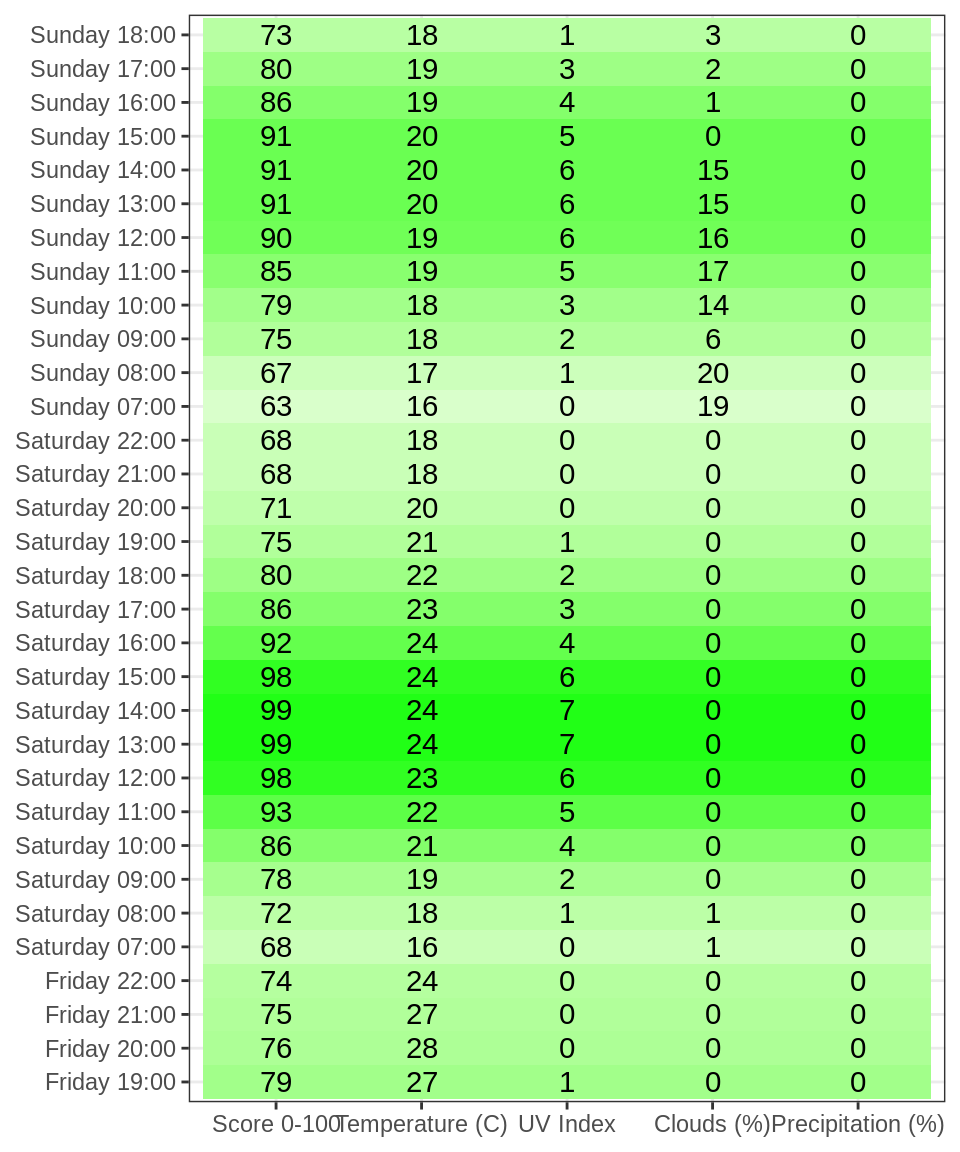 Sunday 18:00 73 18 1 3 0
Sunday 17:00 80 19 3 2 0
Sunday 16:00 86 19 4 1 0
Sunday 15:00 91 20 5 0 0
Sunday 14:00 91 20 6 15 0
Sunday 13:00 91 20 6 15 0
Sunday 12:00 90 19 6 16 0
Sunday 11:00 85 19 5 17 0
Sunday 10:00 79 18 3 14 0
Sunday 09:00 75 18 2 6 0
Sunday 08:00 67 17 1 20 0
Sunday 07:00 63 16 0 19 0
Saturday 22:00 68 18 0 0 0
Saturday 21:00 68 18 0 0 0
Saturday 20:00 71 20 0 0 0
Saturday 19:00 75 21 1 0 0
Saturday 18:00 80 22 2 0 0
Saturday 17:00 86 23 3 0 0
Saturday 16:00 92 24 4 0 0
Saturday 15:00 98 24 6 0 0
Saturday 14:00 99 24 7 0 0
Saturday 13:00 99 24 7 0 0
Saturday 12:00 98 23 6 0 0
Saturday 11:00 93 22 5 0 0
Saturday 10:00 86 21 4 0 0
Saturday 09:00 78 19 2 0 0
Saturday 08:00 72 18 1 1 0
Saturday 07:00 68 16 0 1 0
Friday 22:00 74 24 0 0 0
Friday 21:00 75 27 0 0 0
Friday 20:00 76 28 0 0 0
Friday 19:00 79 27 1 0 0
Score 0-100 Temperature (C) UV Index Clouds (%) Precipitation (%)